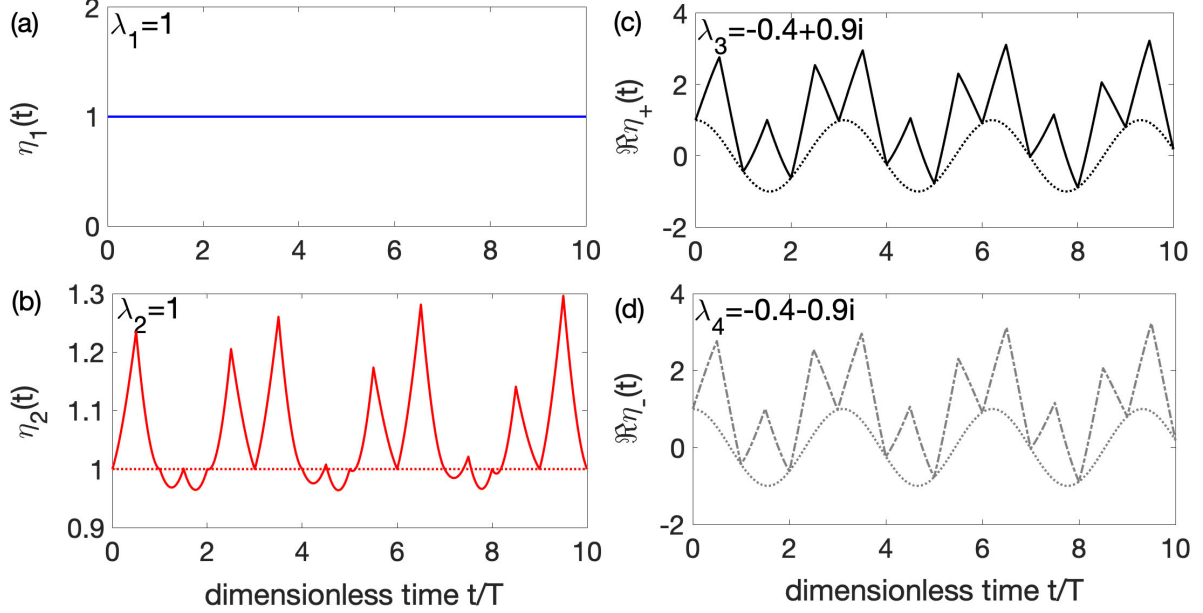 (a)
λ₁=1
η₁(t)
2
1
0
0 2 4 6 8 10
(b)
λ₂=1
η₂(t)
1.3
1.2
1.1
1
0.9
0 2 4 6 8 10
dimensionless time t/T
(c)
λ₃=-0.4+0.9i
ℜη₊(t)
4
2
0
-2
0 2 4 6 8 10
(d)
λ₄=-0.4-0.9i
ℜη₋(t)
4
2
0
-2
0 2 4 6 8 10
dimensionless time t/T